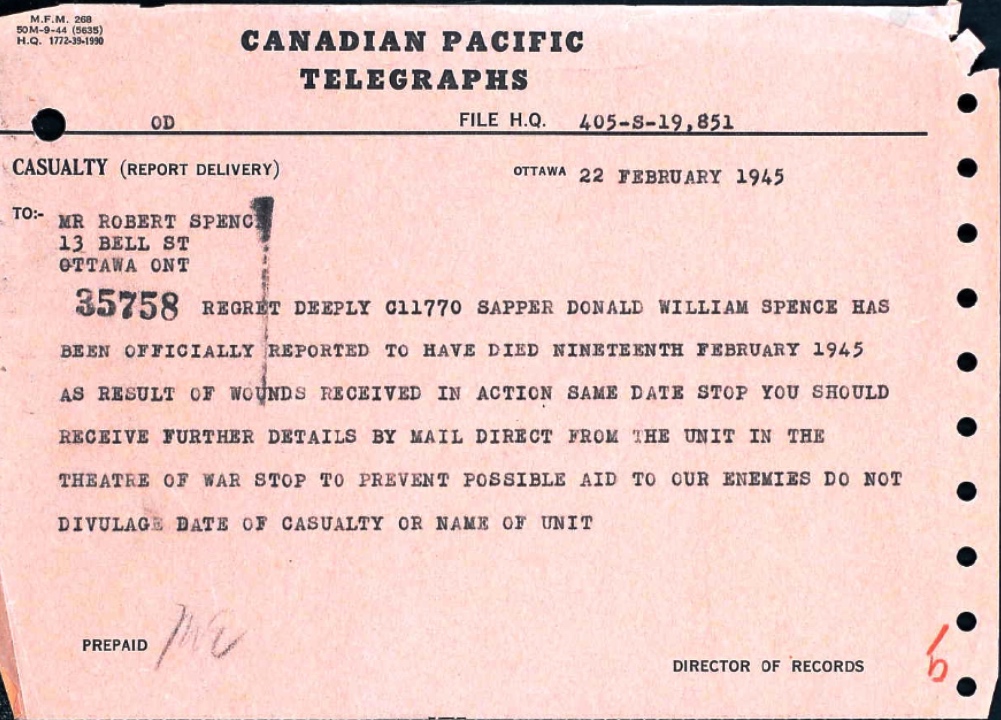 M.F.M. 268
50M-9-44 (5635)
H.Q. 1772-39-1990
CANADIAN PACIFIC
TELEGRAPHS
OD FILE H.Q. 405-S-19,851
CASUALTY (REPORT DELIVERY) OTTAWA 22 FEBRUARY 1945
TO:- MR ROBERT SPENCE
13 BELL ST
OTTAWA ONT
35758 REGRET DEEPLY C11770 SAPPER DONALD WILLIAM SPENCE HAS
BEEN OFFICIALLY REPORTED TO HAVE DIED NINETEENTH FEBRUARY 1945
AS RESULT OF WOUNDS RECEIVED IN ACTION SAME DATE STOP YOU SHOULD
RECEIVE FURTHER DETAILS BY MAIL DIRECT FROM THE UNIT IN THE
THEATRE OF WAR STOP TO PREVENT POSSIBLE AID TO OUR ENEMIES DO NOT
DIVULAGE DATE OF CASUALTY OR NAME OF UNIT
PREPAID
DIRECTOR OF RECORDS